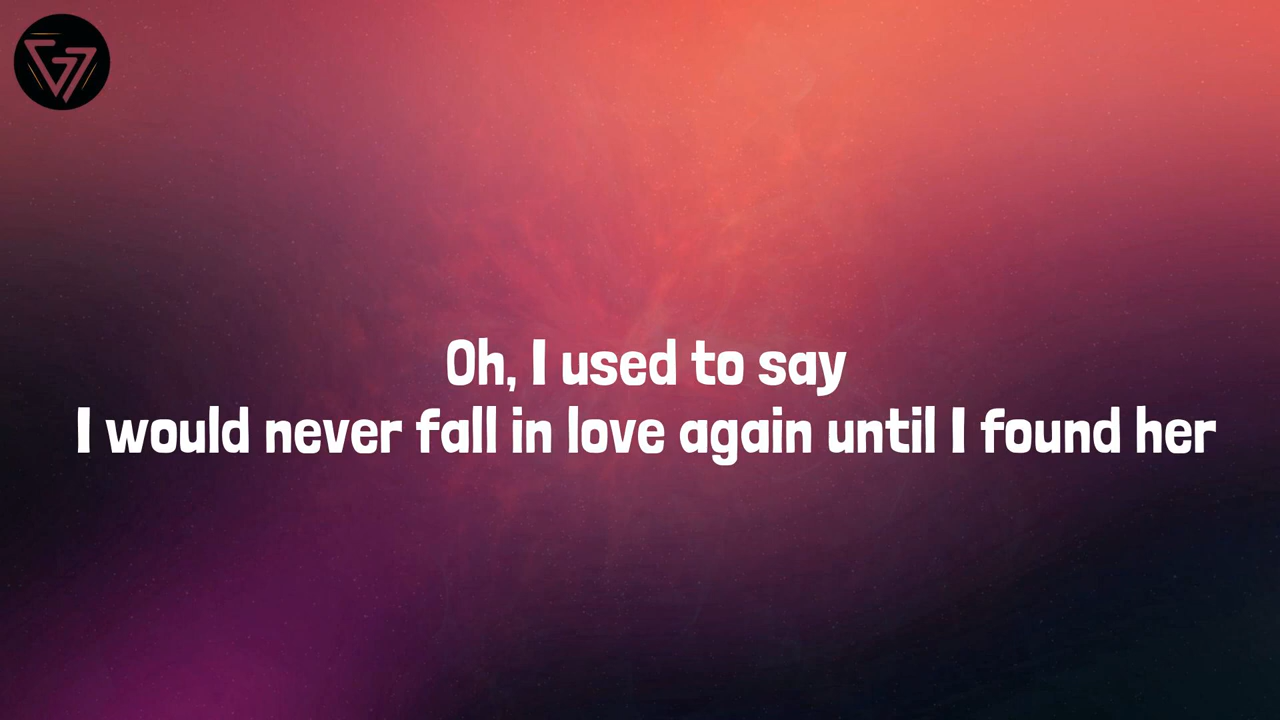 Oh, I used to say
I would never fall in love again until I found her